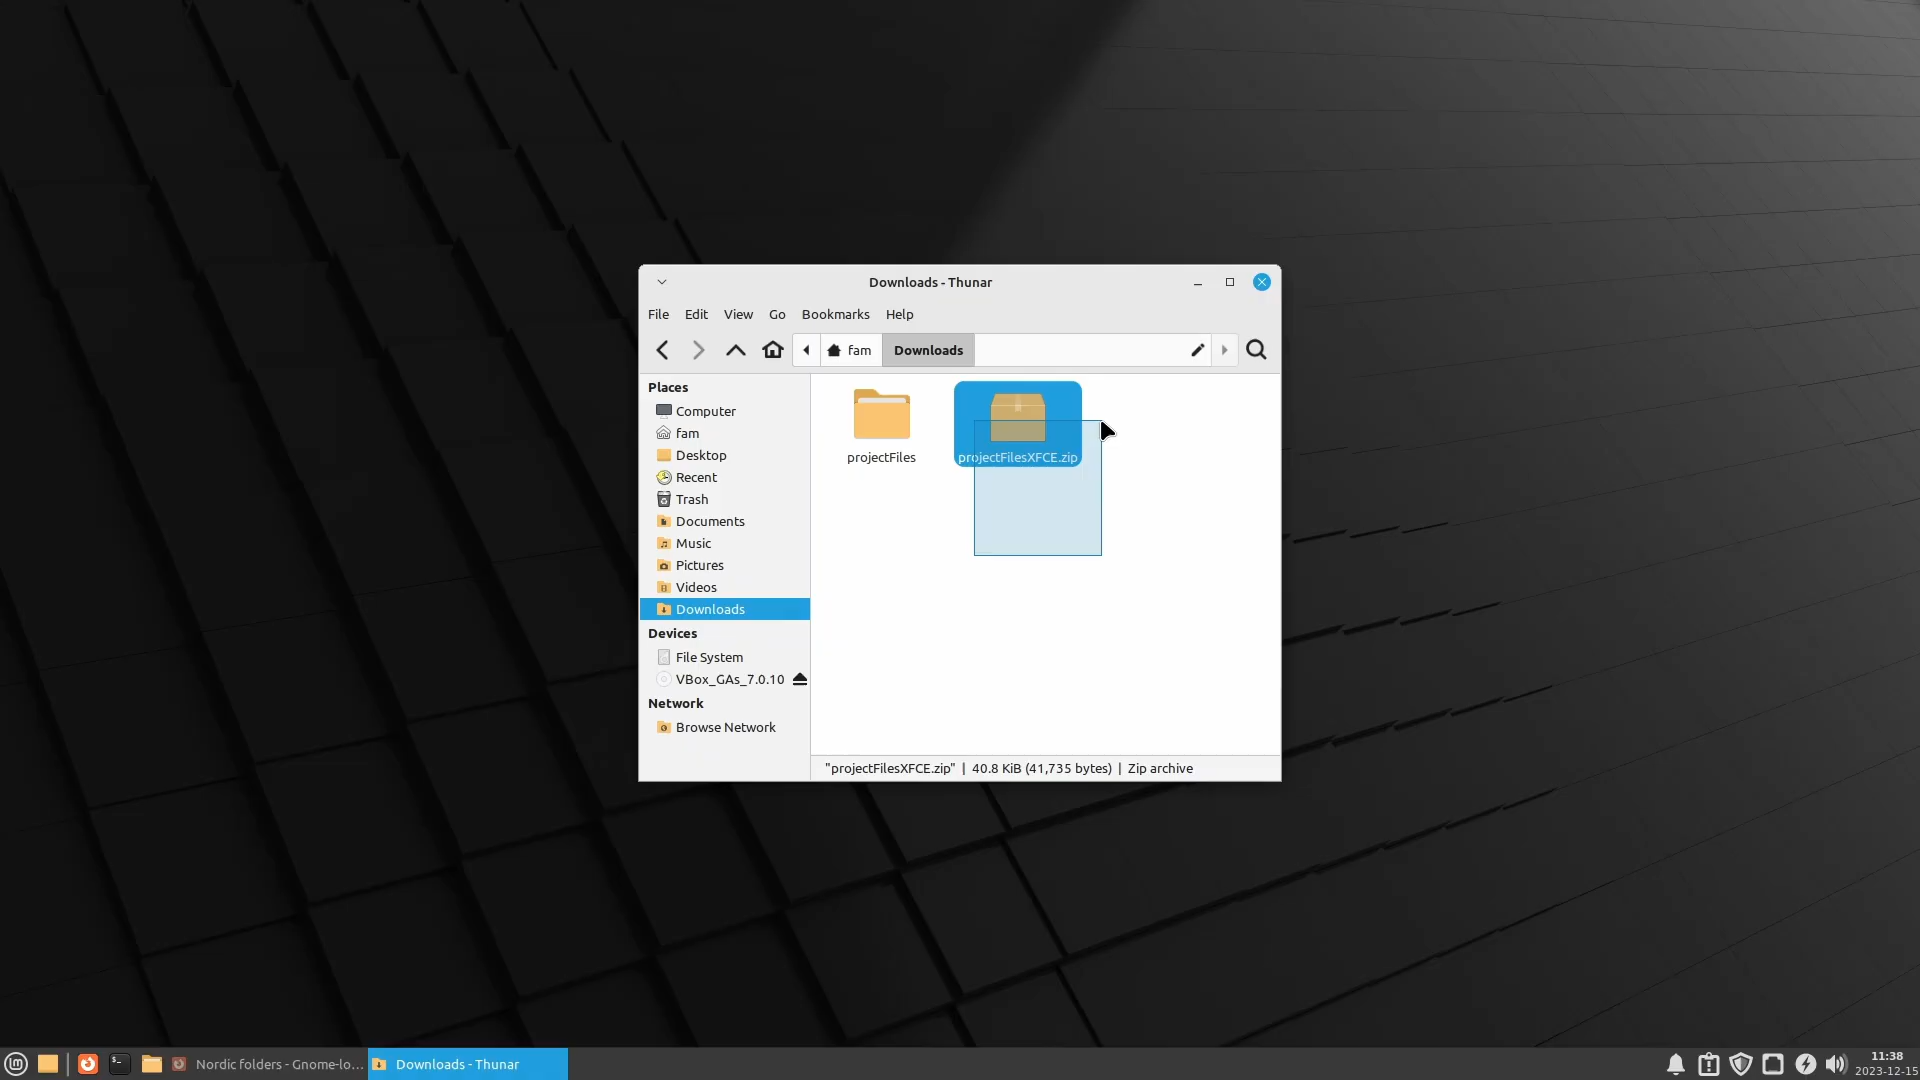 Downloads - Thunar
File Edit View Go Bookmarks Help
fam Downloads
Places
Computer
fam
Desktop
Recent
Trash
Documents
Music
Pictures
Videos
Downloads
Devices
File System
VBox_GAs_7.0.10
Network
Browse Network
projectFiles projectFilesXFCE.zip
"projectFilesXFCE.zip" | 40.8 KiB (41,735 bytes) | Zip archive
Nordic folders - Gnome-lo... Downloads - Thunar
11:38
2023-12-15